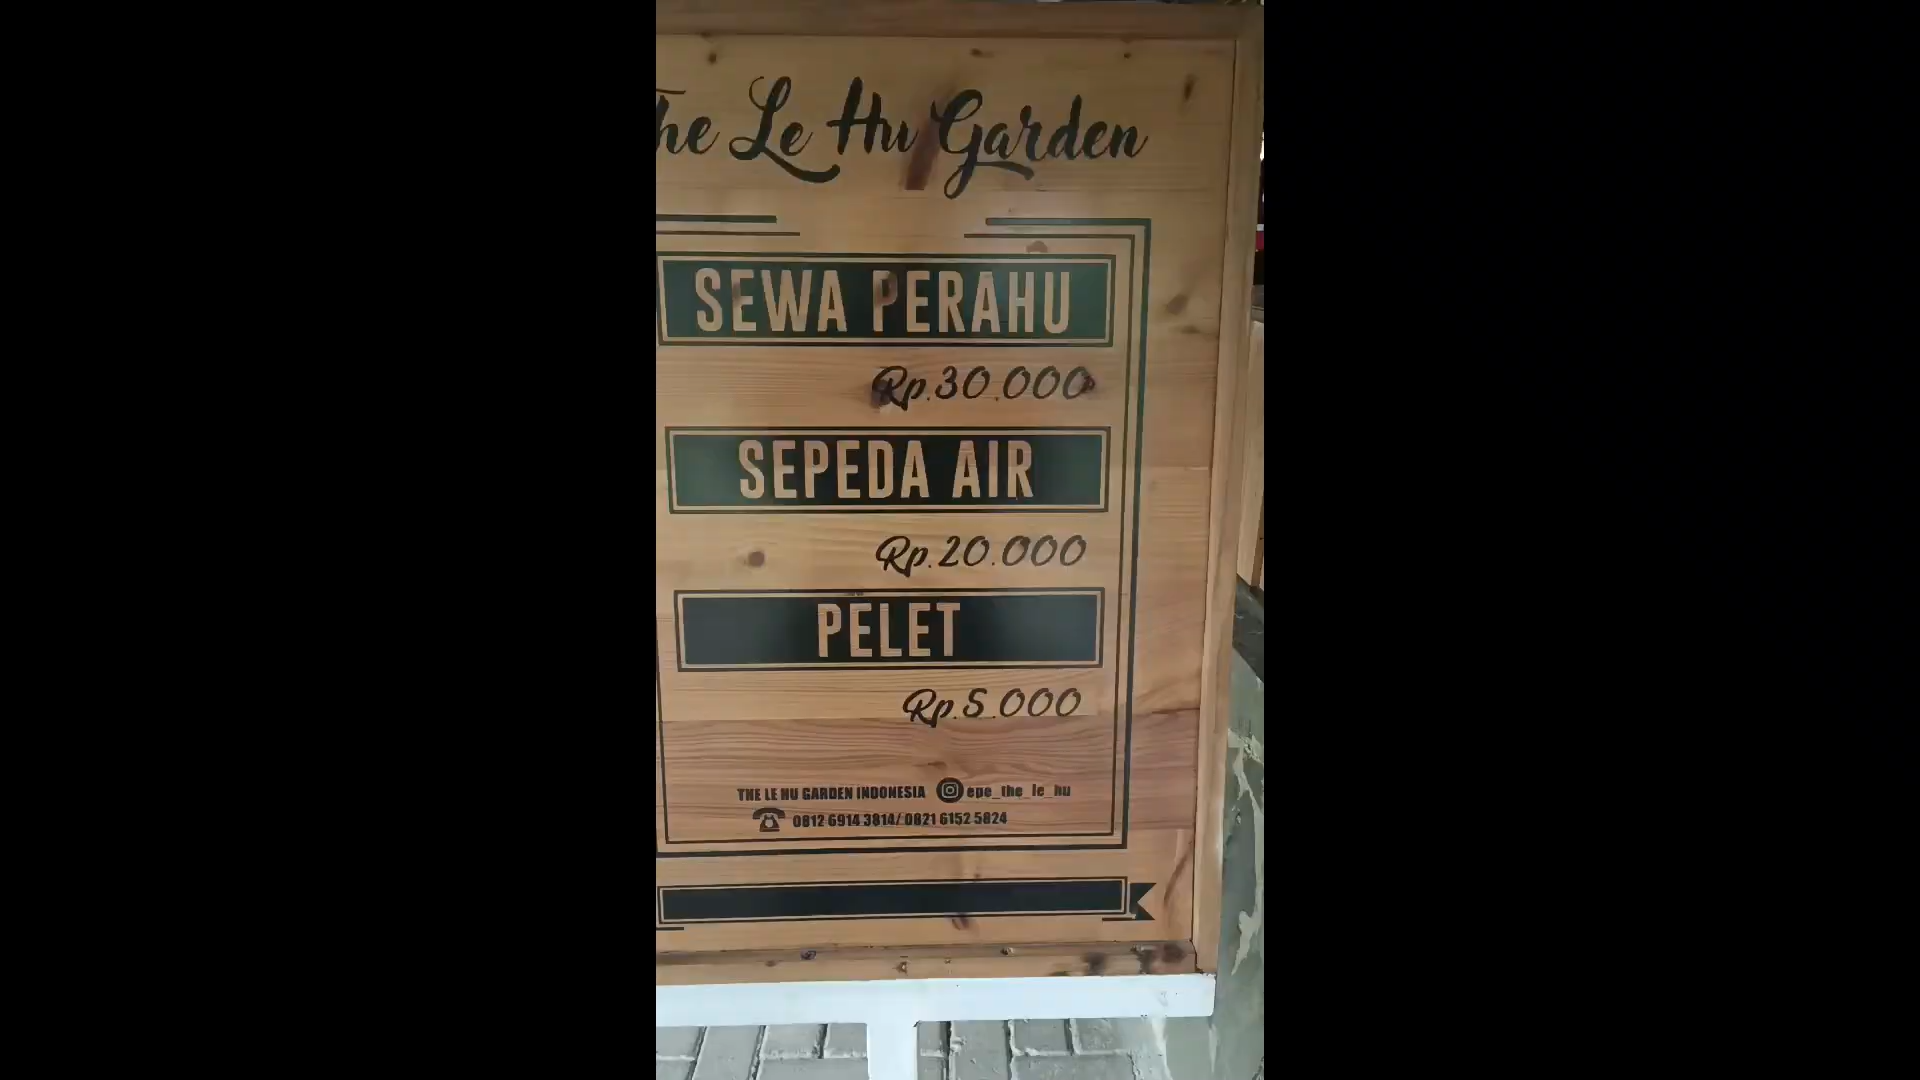 The Le Hu Garden
SEWA PERAHU
Rp.30.000
SEPEDA AIR
Rp.20.000
PELET
Rp.5.000
THE LE HU GARDEN INDONESIA epe_the_le_hu
0812 6914 3814/ 0821 6152 5824